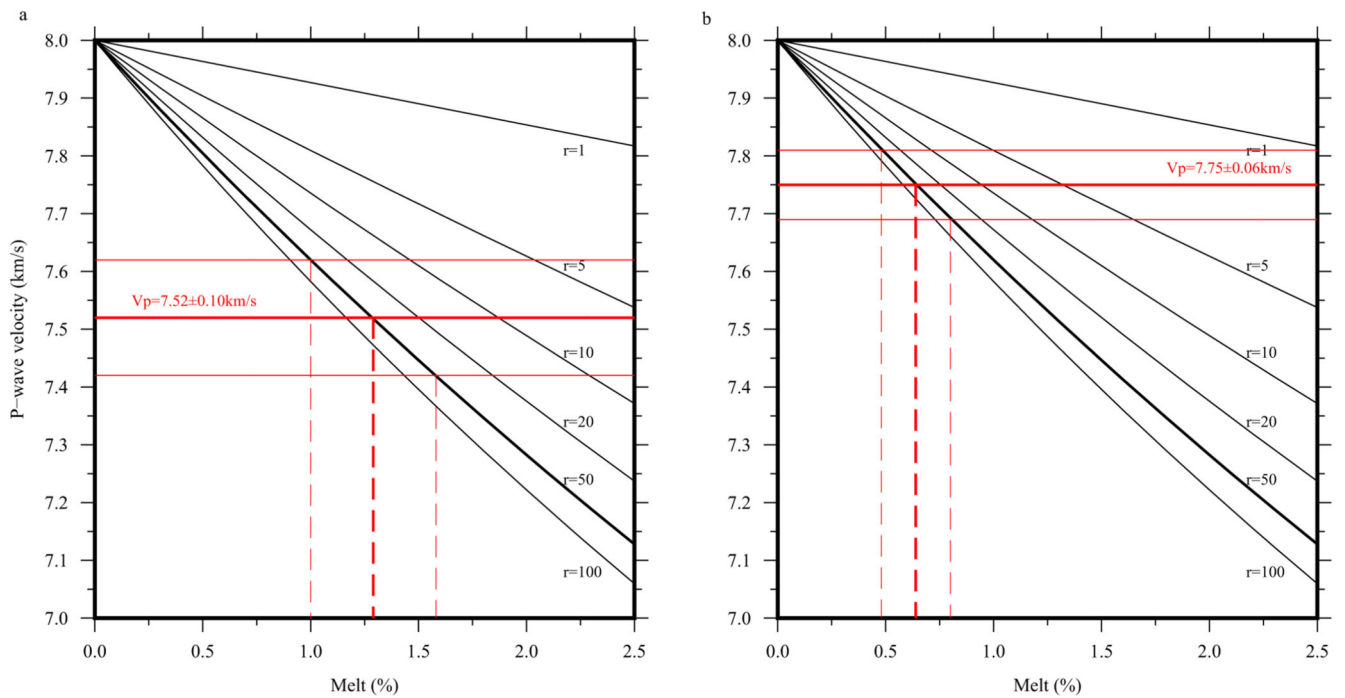 a
8.0
7.9
7.8
7.7
7.6
7.5
7.4
7.3
7.2
7.1
7.0
P-wave velocity (km/s)
r=1
r=5
r=10
r=20
r=50
r=100
Vp=7.52±0.10km/s
0.0 0.5 1.0 1.5 2.0 2.5
Melt (%)
b
8.0
7.9
7.8
7.7
7.6
7.5
7.4
7.3
7.2
7.1
7.0
r=1
Vp=7.75±0.06km/s
r=5
r=10
r=20
r=50
r=100
0.0 0.5 1.0 1.5 2.0 2.5
Melt (%)